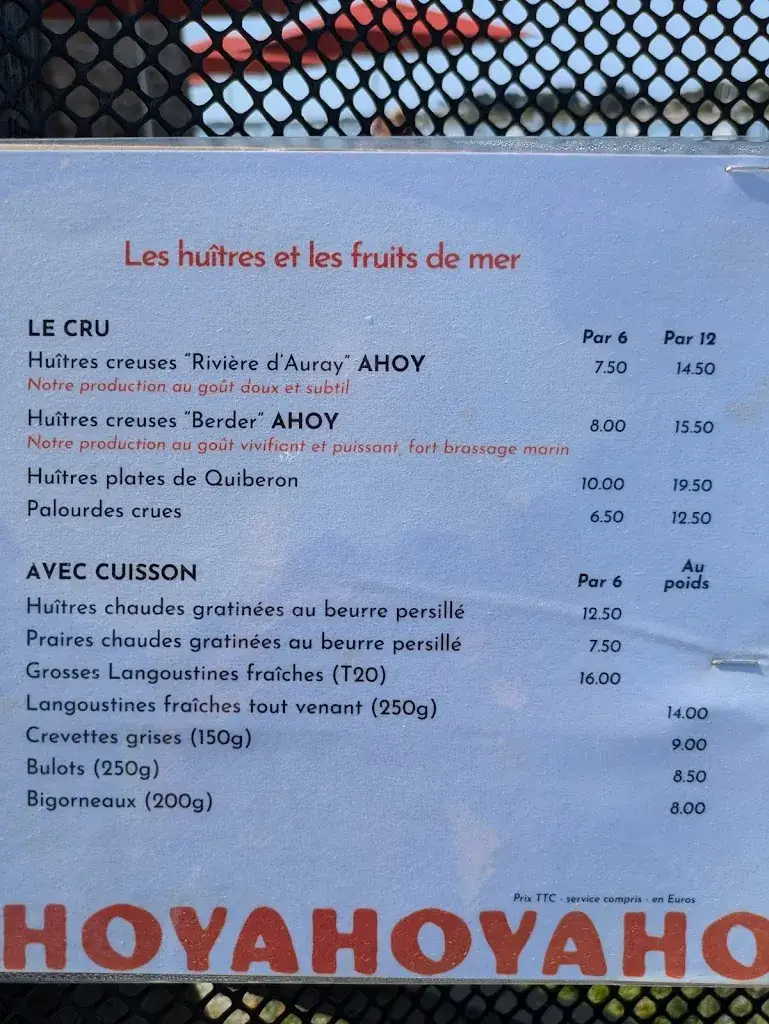 Les huîtres et les fruits de mer
LE CRU Par 6 Par 12
Huîtres creuses "Rivière d'Auray" AHOY 7.50 14.50
Notre production au goût doux et subtil
Huîtres creuses "Berder" AHOY 8.00 15.50
Notre production au goût vivifiant et puissant, fort brassage marin
Huîtres plates de Quiberon 10.00 19.50
Palourdes crues 6.50 12.50
AVEC CUISSON Par 6 Au poids
Huîtres chaudes gratinées au beurre persillé 12.50
Praires chaudes gratinées au beurre persillé 7.50
Grosses Langoustines fraîches (T20) 16.00
Langoustines fraîches tout venant (250g) 14.00
Crevettes grises (150g) 9.00
Bulots (250g) 8.50
Bigorneaux (200g) 8.00
Prix TTC - service compris - en Euros
HOYAHOYAHO